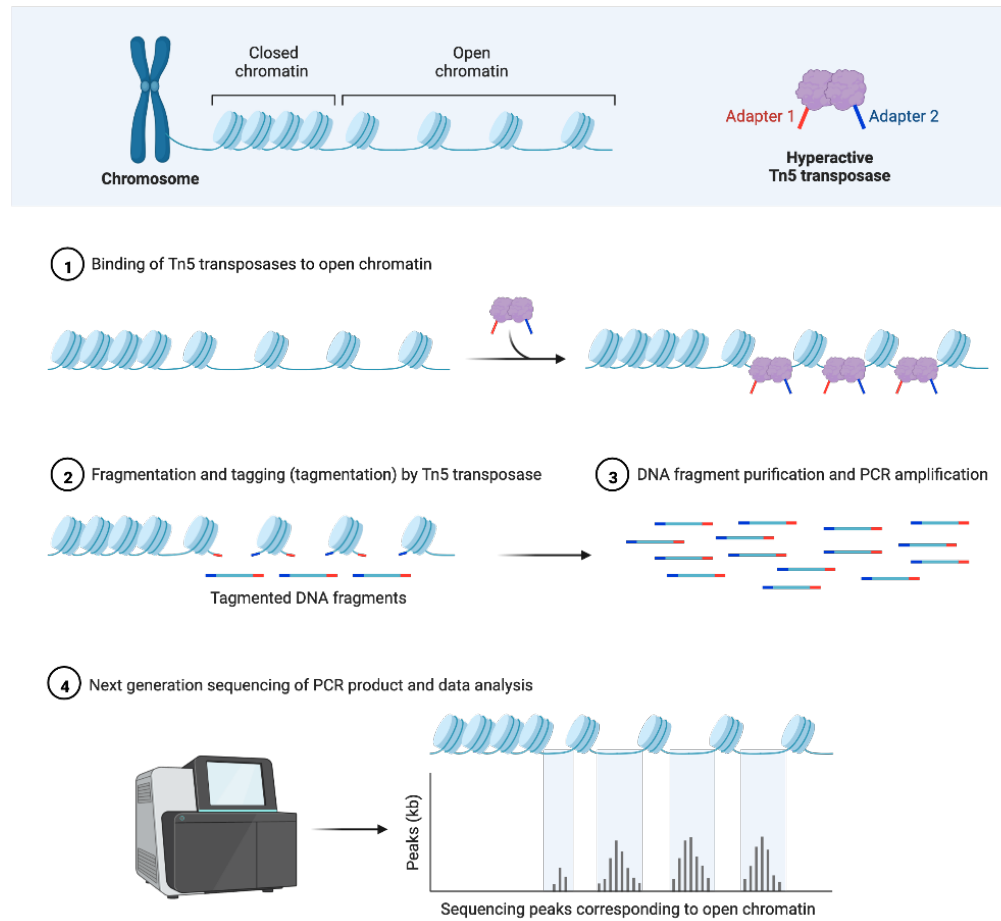 Closed
chromatin
Open
chromatin
Adapter 1
Adapter 2
Chromosome
Hyperactive
Tn5 transposase
1 Binding of Tn5 transposases to open chromatin
2 Fragmentation and tagging (tagmentation) by Tn5 transposase
3 DNA fragment purification and PCR amplification
Tagmented DNA fragments
4 Next generation sequencing of PCR product and data analysis
Peaks (kb)
Sequencing peaks corresponding to open chromatin